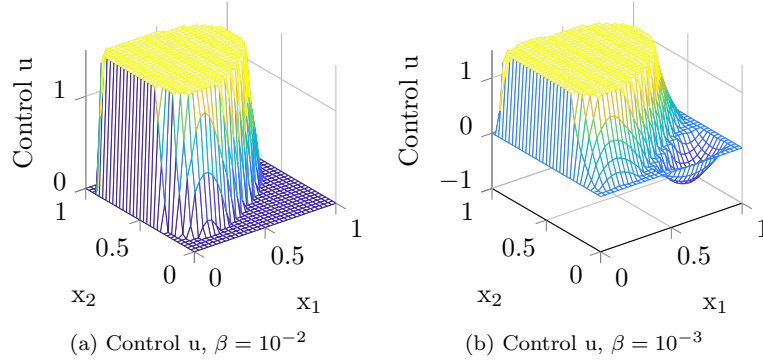 Control u
1
0
1
0.5
0
x₂
0
0.5
1
x₁
(a) Control u, β = 10⁻²
Control u
1
0
−1
1
0.5
0
x₂
0
0.5
1
x₁
(b) Control u, β = 10⁻³